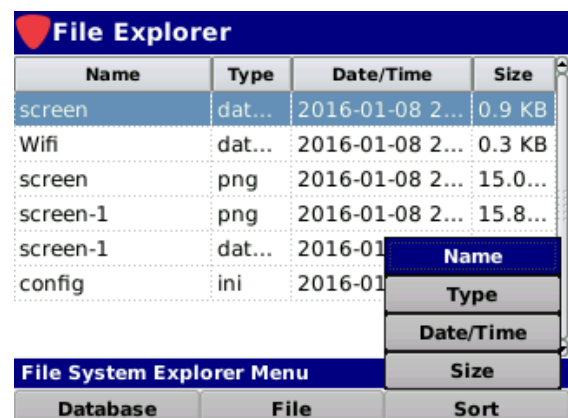 File Explorer
Name Type Date/Time Size
screen dat... 2016-01-08 2... 0.9 KB
Wifi dat... 2016-01-08 2... 0.3 KB
screen png 2016-01-08 2... 15.0...
screen-1 png 2016-01-08 2... 15.8...
screen-1 dat... 2016-01
config ini 2016-01
Name
Type
Date/Time
Size
File System Explorer Menu
Database File Sort